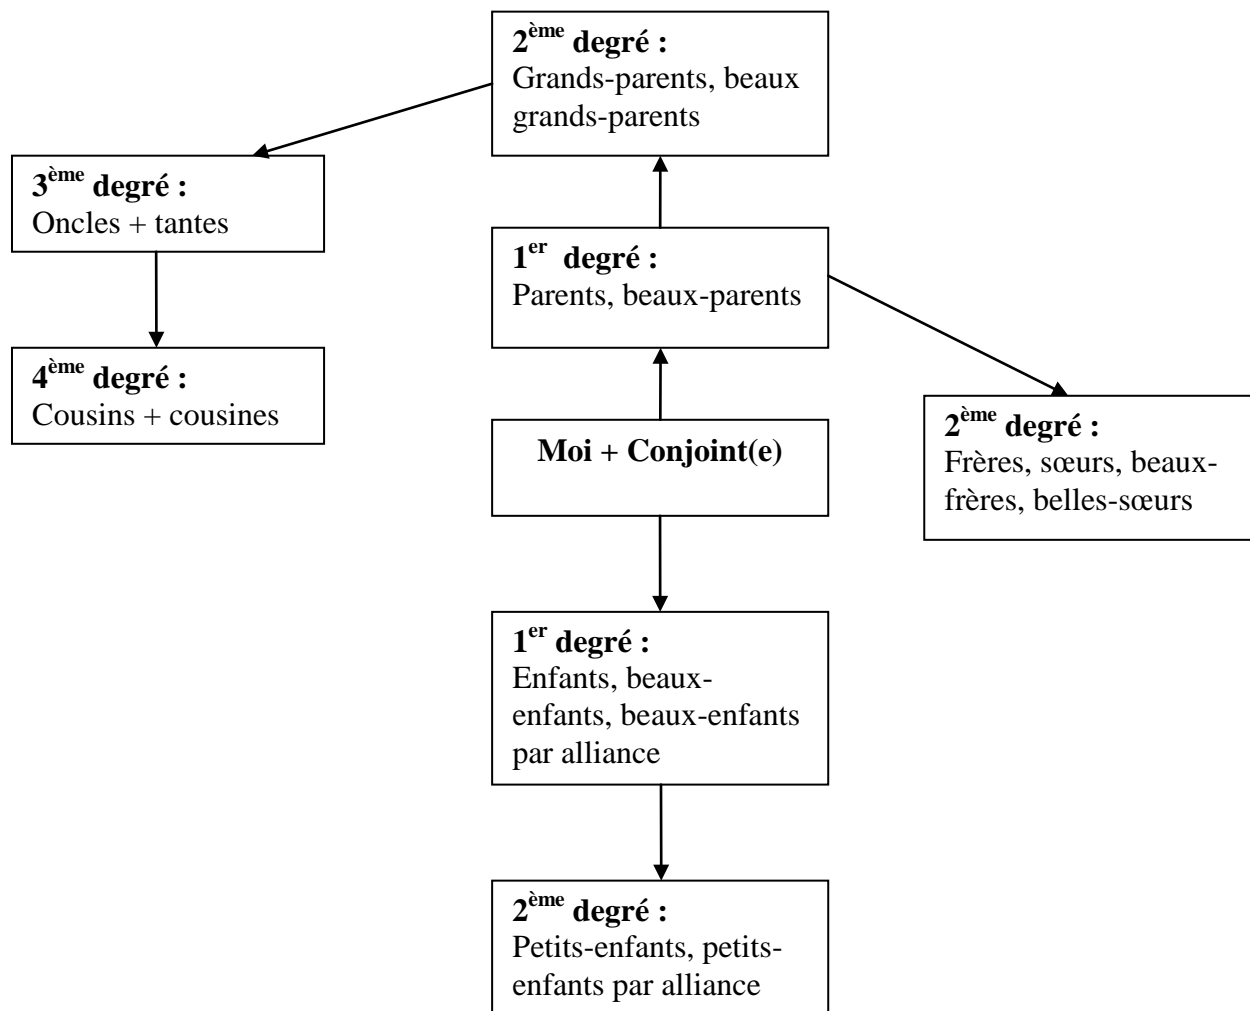 2ème degré :
Grands-parents, beaux
grands-parents
3ème degré :
Oncles + tantes
1er degré :
Parents, beaux-parents
4ème degré :
Cousins + cousines
Moi + Conjoint(e)
2ème degré :
Frères, sœurs, beaux-
frères, belles-sœurs
1er degré :
Enfants, beaux-
enfants, beaux-enfants
par alliance
2ème degré :
Petits-enfants, petits-
enfants par alliance